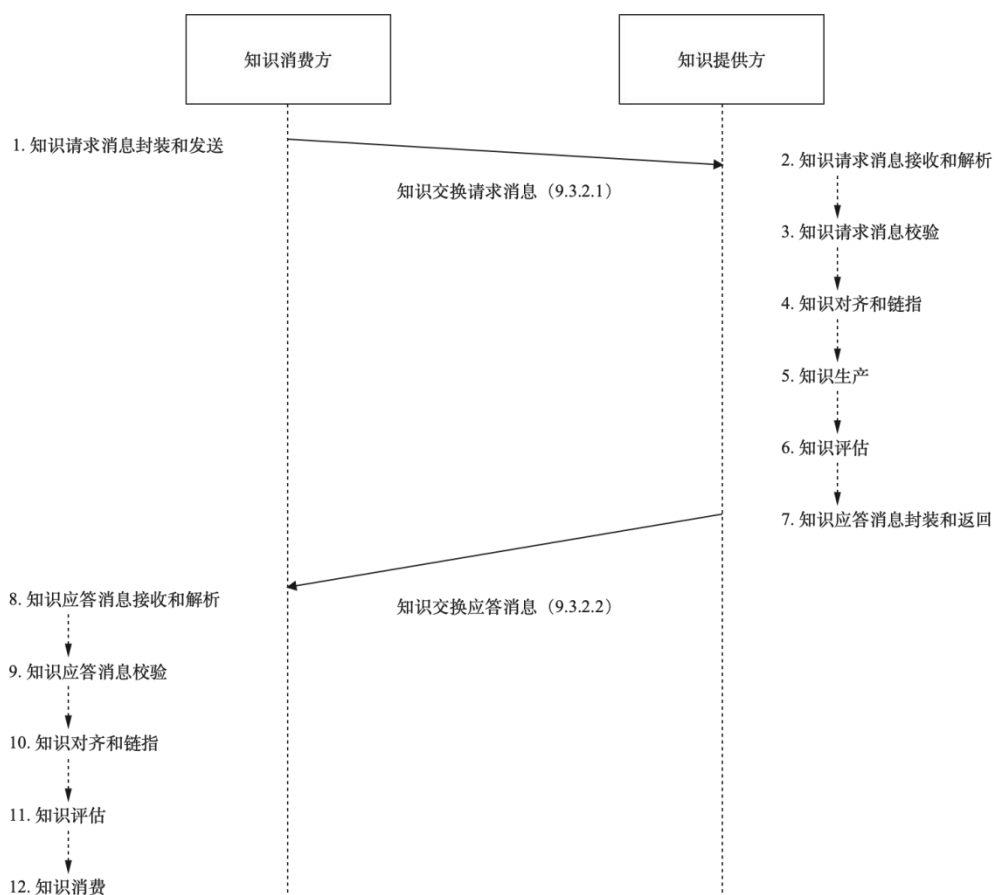 知识消费方
知识提供方
1. 知识请求消息封装和发送
2. 知识请求消息接收和解析
知识交换请求消息（9.3.2.1）
3. 知识请求消息校验
4. 知识对齐和链指
5. 知识生产
6. 知识评估
7. 知识应答消息封装和返回
8. 知识应答消息接收和解析
知识交换应答消息（9.3.2.2）
9. 知识应答消息校验
10. 知识对齐和链指
11. 知识评估
12. 知识消费